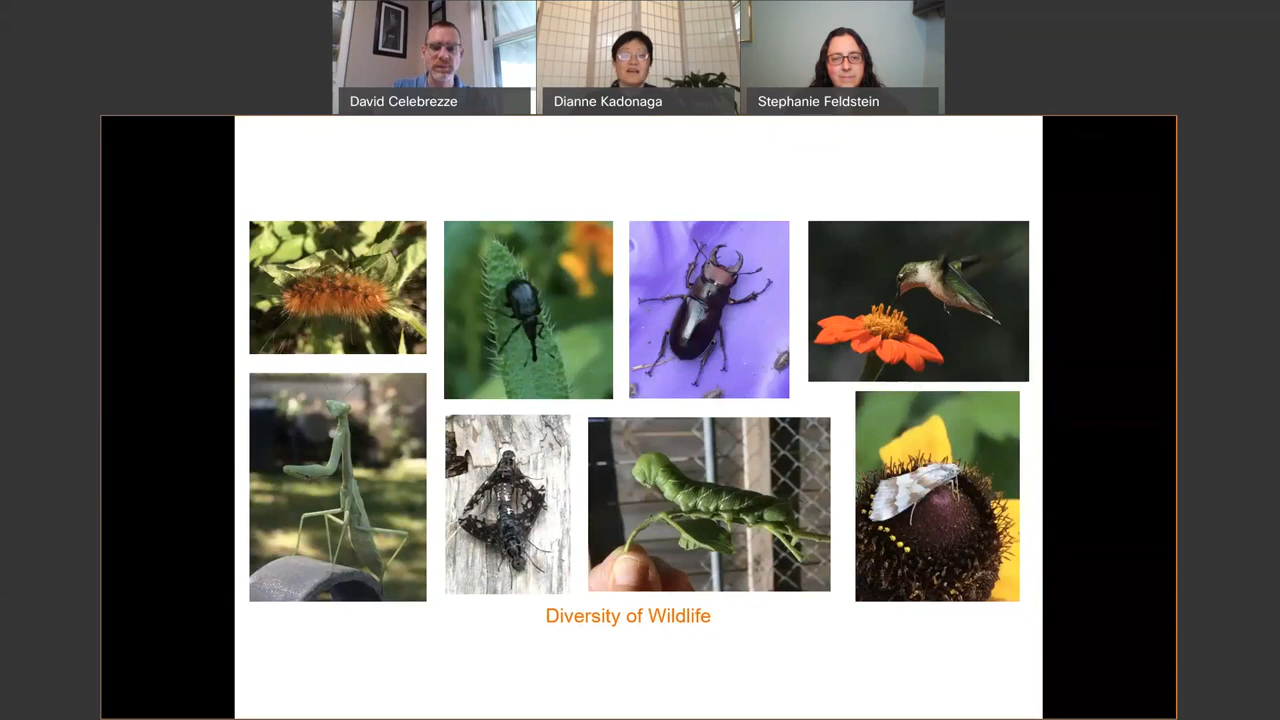 David Celebrezze
Dianne Kadonaga
Stephanie Feldstein
Diversity of Wildlife